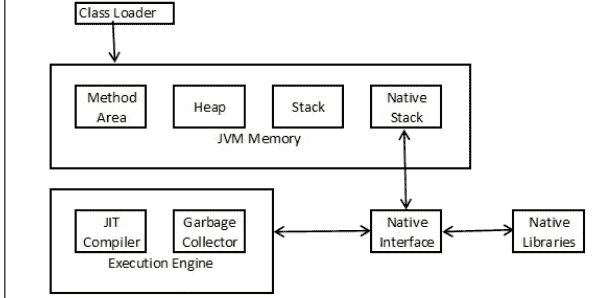 Class Loader
Method
Area
Heap
Stack
Native
Stack
JVM Memory
JIT
Compiler
Garbage
Collector
Execution Engine
Native
Interface
Native
Libraries